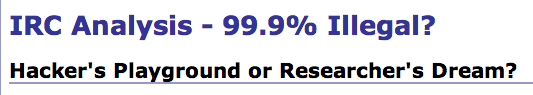 IRC Analysis - 99.9% Illegal?
Hacker's Playground or Researcher's Dream?